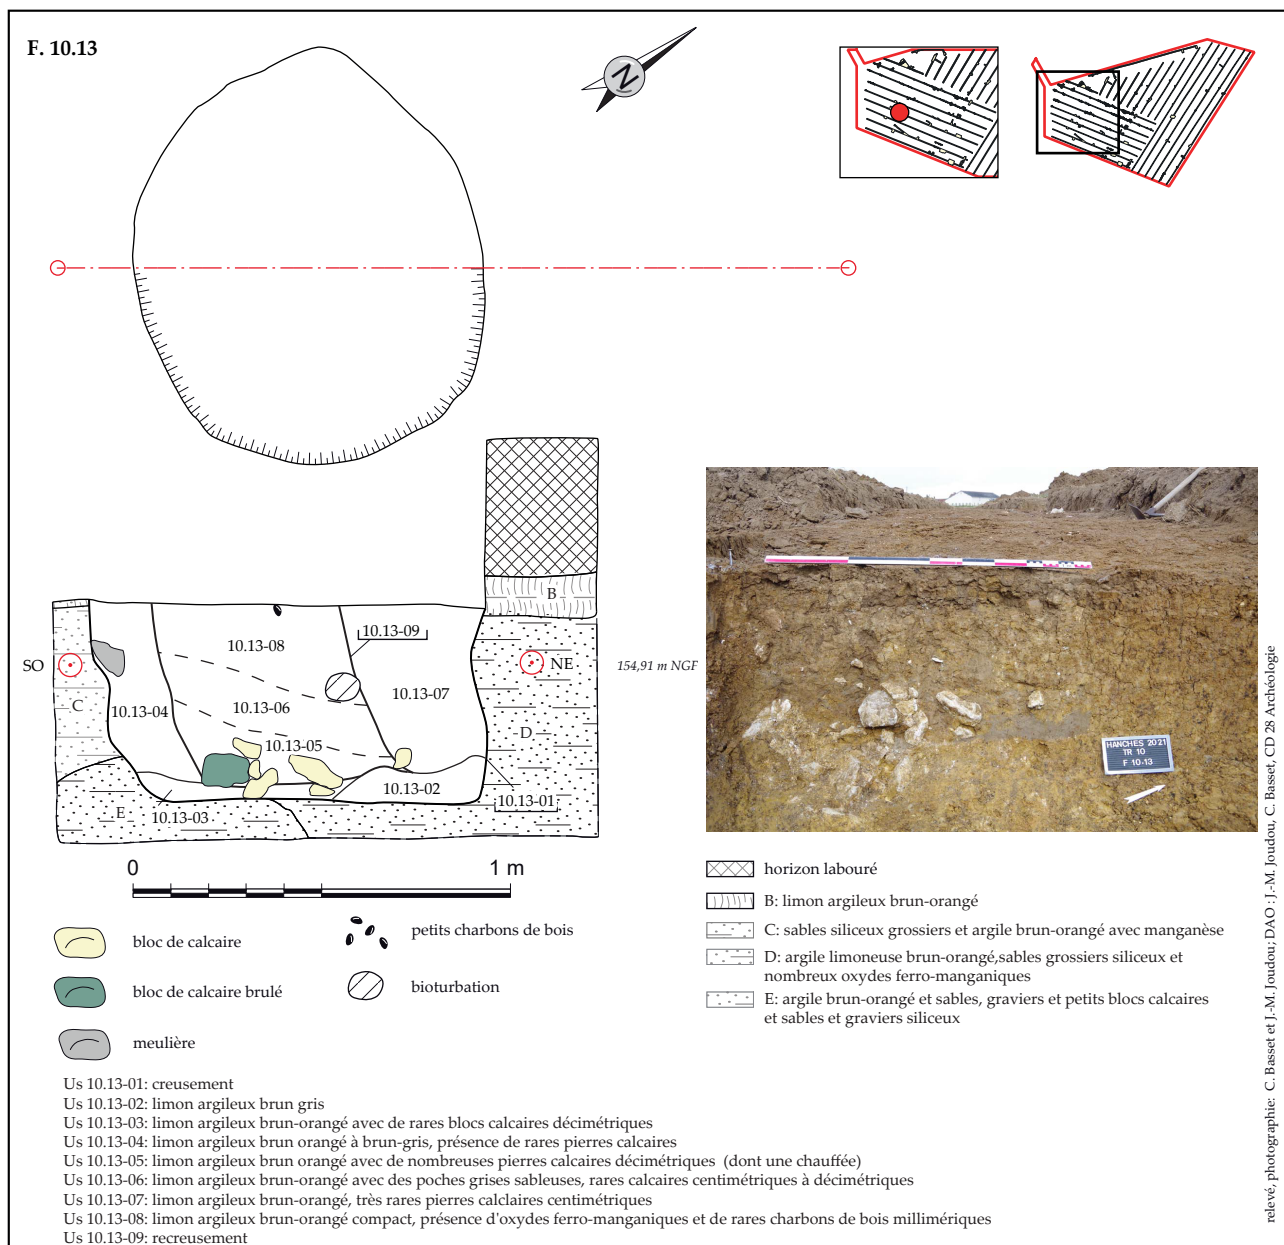 F. 10.13
N
B
10.13-09
10.13-08
SO
NE
154,91 m NGF
10.13-04
10.13-06
10.13-07
C
10.13-05
D
10.13-02
E
10.13-03
10.13-01
0
1 m
HANCHES 2021
TR 10
F 10-13
bloc de calcaire
bloc de calcaire brulé
meulière
petits charbons de bois
bioturbation
horizon labouré
B: limon argileux brun-orangé
C: sables siliceux grossiers et argile brun-orangé avec manganèse
D: argile limoneuse brun-orangé,sables grossiers siliceux et
nombreux oxydes ferro-manganiques
E: argile brun-orangé et sables, graviers et petits blocs calcaires
et sables et graviers siliceux
Us 10.13-01: creusement
Us 10.13-02: limon argileux brun gris
Us 10.13-03: limon argileux brun-orangé avec de rares blocs calcaires décimétriques
Us 10.13-04: limon argileux brun orangé à brun-gris, présence de rares pierres calcaires
Us 10.13-05: limon argileux brun orangé avec de nombreuses pierres calcaires décimétriques (dont une chauffée)
Us 10.13-06: limon argileux brun-orangé avec des poches grises sableuses, rares calcaires centimétriques à décimétriques
Us 10.13-07: limon argileux brun-orangé, très rares pierres calclaires centimétriques
Us 10.13-08: limon argileux brun-orangé compact, présence d'oxydes ferro-manganiques et de rares charbons de bois millimériques
Us 10.13-09: recreusement
relevé, photographie: C. Basset et J.-M. Joudou; DAO : J.-M. Joudou, C. Basset, CD 28 Archéologie